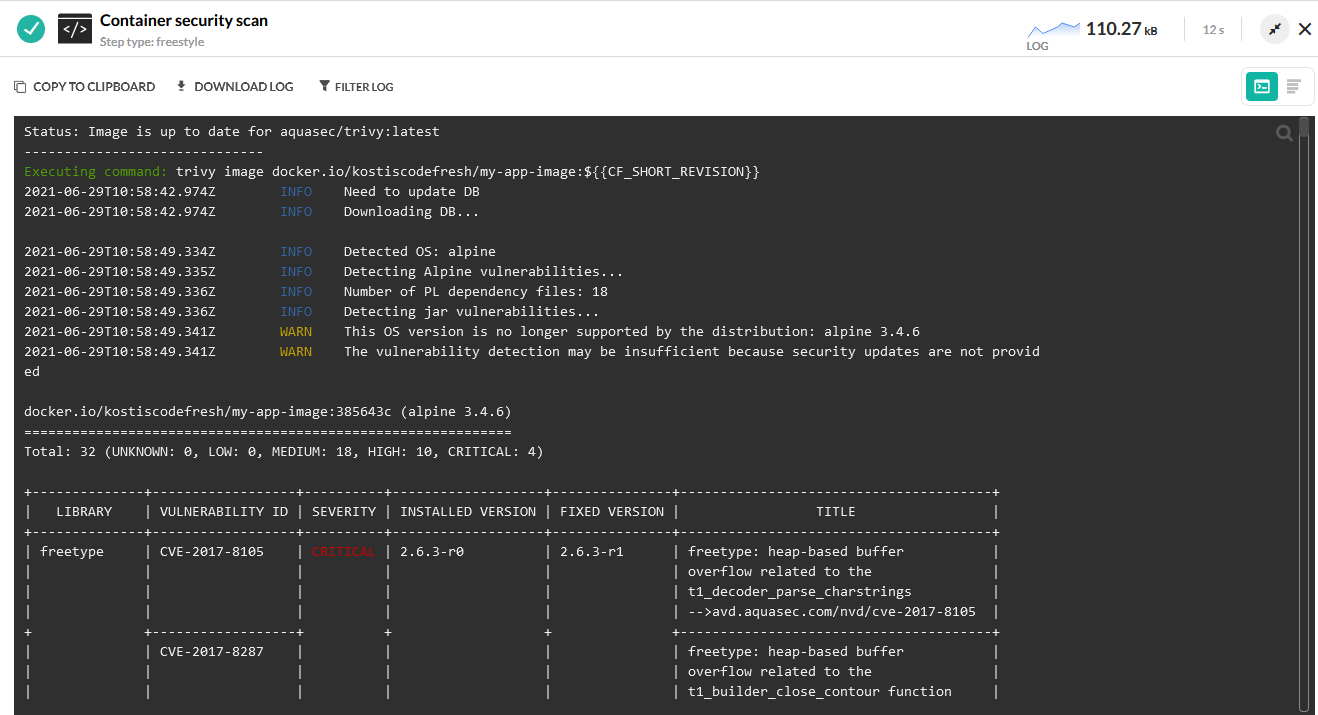 Container security scan
Step type: freestyle
LOG
110.27 kB
12 s
COPY TO CLIPBOARD DOWNLOAD LOG FILTER LOG
Status: Image is up to date for aquasec/trivy:latest
------------------------------
Executing command: trivy image docker.io/kostiscodefresh/my-app-image:${{CF_SHORT_REVISION}}
2021-06-29T10:58:42.974Z        INFO    Need to update DB
2021-06-29T10:58:42.974Z        INFO    Downloading DB...
2021-06-29T10:58:49.334Z        INFO    Detected OS: alpine
2021-06-29T10:58:49.335Z        INFO    Detecting Alpine vulnerabilities...
2021-06-29T10:58:49.336Z        INFO    Number of PL dependency files: 18
2021-06-29T10:58:49.336Z        INFO    Detecting jar vulnerabilities...
2021-06-29T10:58:49.341Z        WARN    This OS version is no longer supported by the distribution: alpine 3.4.6
2021-06-29T10:58:49.341Z        WARN    The vulnerability detection may be insufficient because security updates are not provid
ed
docker.io/kostiscodefresh/my-app-image:385643c (alpine 3.4.6)
=============================================================
Total: 32 (UNKNOWN: 0, LOW: 0, MEDIUM: 18, HIGH: 10, CRITICAL: 4)
+--------------+------------------+----------+-------------------+---------------+---------------------------------------+
|   LIBRARY    | VULNERABILITY ID | SEVERITY | INSTALLED VERSION | FIXED VERSION |                 TITLE                 |
+--------------+------------------+----------+-------------------+---------------+---------------------------------------+
| freetype     | CVE-2017-8105    | CRITICAL | 2.6.3-r0          | 2.6.3-r1      | freetype: heap-based buffer           |
|              |                  |          |                   |               | overflow related to the               |
|              |                  |          |                   |               | t1_decoder_parse_charstrings          |
|              |                  |          |                   |               | -->avd.aquasec.com/nvd/cve-2017-8105  |
+              +------------------+          +                   +               +---------------------------------------+
|              | CVE-2017-8287    |          |                   |               | freetype: heap-based buffer           |
|              |                  |          |                   |               | overflow related to the               |
|              |                  |          |                   |               | t1_builder_close_contour function     |